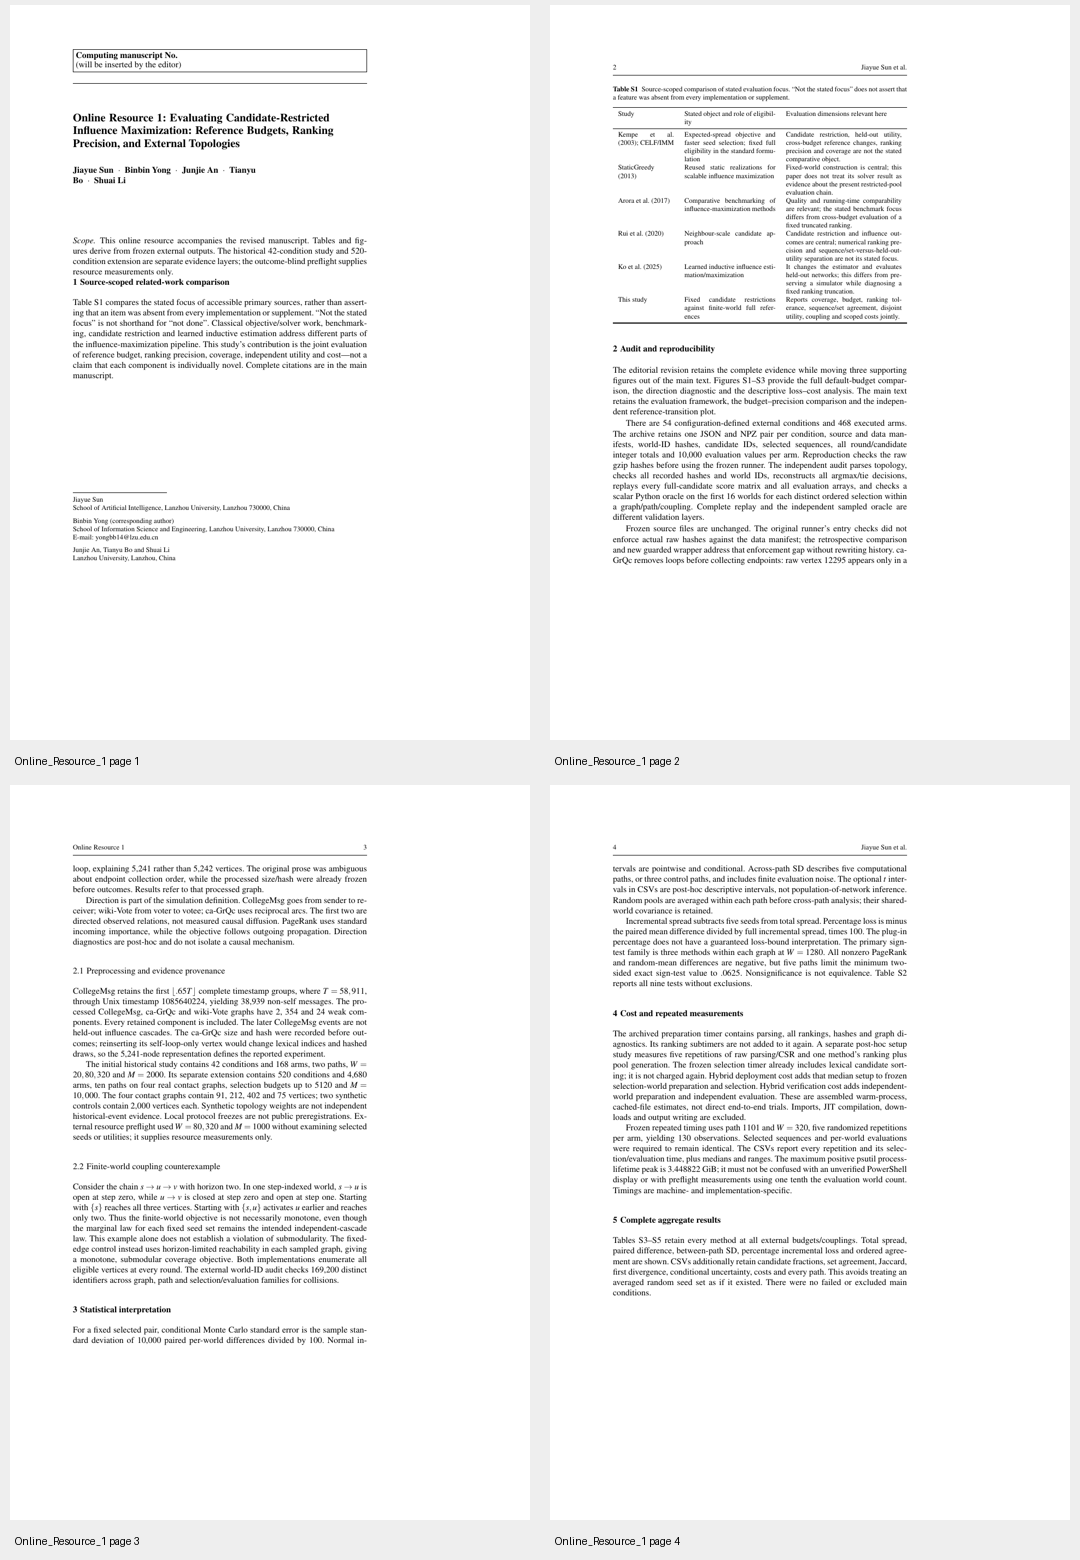 Computing manuscript No.
(will be inserted by the editor)
Online Resource 1: Evaluating Candidate-Restricted
Influence Maximization: Reference Budgets, Ranking
Precision, and External Topologies
Jiayue Sun · Binbin Yong · Junjie An · Tianyu
Bo · Shuai Li
Scope. This online resource accompanies the revised manuscript. Tables and fig-
ures derive from frozen external outputs. The historical 42-condition study and 520-
condition extension are separate evidence layers; the outcome-blind preflight supplies
resource measurements only.
1 Source-scoped related-work comparison
Table S1 compares the stated focus of accessible primary sources, rather than assert-
ing that an item was absent from every implementation or supplement. “Not the stated
focus” is not shorthand for “not done”. Classical objective/solver work, benchmark-
ing, candidate restriction and learned inductive estimation address different parts of
the influence-maximization pipeline. This study’s contribution is the joint evaluation
of reference budget, ranking precision, coverage, independent utility and cost—not a
claim that each component is individually novel. Complete citations are in the main
manuscript.
Jiayue Sun
School of Artificial Intelligence, Lanzhou University, Lanzhou 730000, China
Binbin Yong (corresponding author)
School of Information Science and Engineering, Lanzhou University, Lanzhou 730000, China
E-mail: yongbb14@lzu.edu.cn
Junjie An, Tianyu Bo and Shuai Li
Lanzhou University, Lanzhou, China
Online_Resource_1 page 1
2 Jiayue Sun et al.
Table S1 Source-scoped comparison of stated evaluation focus. “Not the stated focus” does not assert that
a feature was absent from every implementation or supplement.
Study Stated object and role of eligibil-
ity Evaluation dimensions relevant here
Kempe et al. Expected-spread objective and Candidate restriction, held-out utility,
(2003); CELF/IMM faster seed selection; fixed full cross-budget reference changes, ranking
eligibility in the standard formu- precision and coverage are not the stated
lation comparative object.
StaticGreedy Reused static realizations for Fixed-world construction is central; this
(2013) scalable influence maximization paper does not treat its solver result as
evidence about the present restricted-pool
evaluation chain.
Arora et al. (2017) Comparative benchmarking of Quality and running-time comparability
influence-maximization methods are relevant; the stated benchmark focus
differs from cross-budget evaluation of a
fixed truncated ranking.
Rui et al. (2020) Neighbour-scale candidate ap- Candidate restriction and influence out-
proach comes are central; numerical ranking pre-
cision and sequence/set-versus-held-out-
utility separation are not its stated focus.
Ko et al. (2025) Learned inductive influence esti- It changes the estimator and evaluates
mation/maximization held-out networks; this differs from pre-
serving a simulator while diagnosing a
fixed ranking truncation.
This study Fixed candidate restrictions Reports coverage, budget, ranking tol-
against finite-world full refer- erance, sequence/set agreement, disjoint
ences utility, coupling and scoped costs jointly.
2 Audit and reproducibility
The editorial revision retains the complete evidence while moving three supporting
figures out of the main text. Figures S1–S3 provide the full default-budget compar-
ison, the direction diagnostic and the descriptive loss–cost analysis. The main text
retains the evaluation framework, the budget–precision comparison and the indepen-
dent reference-transition plot.
There are 54 configuration-defined external conditions and 468 executed arms.
The archive retains one JSON and NPZ pair per condition, source and data man-
ifests, world-ID hashes, candidate IDs, selected sequences, all round/candidate
integer totals and 10,000 evaluation values per arm. Reproduction checks the raw
gzip hashes before using the frozen runner. The independent audit parses topology,
checks all recorded hashes and world IDs, reconstructs all argmax/tie decisions,
replays every full-candidate score matrix and all evaluation arrays, and checks a
scalar Python oracle on the first 16 worlds for each distinct ordered selection within
a graph/path/coupling. Complete replay and the independent sampled oracle are
different validation layers.
Frozen source files are unchanged. The original runner’s entry checks did not
enforce actual raw hashes against the data manifest; the retrospective comparison
and new guarded wrapper address that enforcement gap without rewriting history. ca-
GrQc removes loops before collecting endpoints: raw vertex 12295 appears only in a
Online_Resource_1 page 2
Online Resource 1 3
loop, explaining 5,241 rather than 5,242 vertices. The original prose was ambiguous
about endpoint collection order, while the processed size/hash were already frozen
before outcomes. Results refer to that processed graph.
Direction is part of the simulation definition. CollegeMsg goes from sender to re-
ceiver; wiki-Vote from voter to votee; ca-GrQc uses reciprocal arcs. The first two are
directed observed relations, not measured causal diffusion. PageRank uses standard
incoming importance, while the objective follows outgoing propagation. Direction
diagnostics are post-hoc and do not isolate a causal mechanism.
2.1 Preprocessing and evidence provenance
CollegeMsg retains the first ⌊.65T⌋ complete timestamp groups, where T = 58,911,
through Unix timestamp 1085640224, yielding 38,939 non-self messages. The pro-
cessed CollegeMsg, ca-GrQc and wiki-Vote graphs have 2, 354 and 24 weak com-
ponents. Every retained component is included. The later CollegeMsg events are not
held-out influence cascades. The ca-GrQc size and hash were recorded before out-
comes; reinserting its self-loop-only vertex would change lexical indices and hashed
draws, so the 5,241-node representation defines the reported experiment.
The initial historical study contains 42 conditions and 168 arms, two paths, W =
20,80,320 and M = 2000. Its separate extension contains 520 conditions and 4,680
arms, ten paths on four real contact graphs, selection budgets up to 5120 and M =
10,000. The four contact graphs contain 91, 212, 402 and 75 vertices; two synthetic
controls contain 2,000 vertices each. Synthetic topology weights are not independent
historical-event evidence. Local protocol freezes are not public preregistrations. Ex-
ternal resource preflight used W = 80,320 and M = 1000 without examining selected
seeds or utilities; it supplies resource measurements only.
2.2 Finite-world coupling counterexample
Consider the chain s → u → v with horizon two. In one step-indexed world, s → u is
open at step zero, while u → v is closed at step zero and open at step one. Starting
with {s} reaches all three vertices. Starting with {s,u} activates u earlier and reaches
only two. Thus the finite-world objective is not necessarily monotone, even though
the marginal law for each fixed seed set remains the intended independent-cascade
law. This example alone does not establish a violation of submodularity. The fixed-
edge control instead uses horizon-limited reachability in each sampled graph, giving
a monotone, submodular coverage objective. Both implementations enumerate all
eligible vertices at every round. The external world-ID audit checks 169,200 distinct
identifiers across graph, path and selection/evaluation families for collisions.
3 Statistical interpretation
For a fixed selected pair, conditional Monte Carlo standard error is the sample stan-
dard deviation of 10,000 paired per-world differences divided by 100. Normal in-
Online_Resource_1 page 3
4 Jiayue Sun et al.
tervals are pointwise and conditional. Across-path SD describes five computational
paths, or three control paths, and includes finite evaluation noise. The optional t inter-
vals in CSVs are post-hoc descriptive intervals, not population-of-network inference.
Random pools are averaged within each path before cross-path analysis; their shared-
world covariance is retained.
Incremental spread subtracts five seeds from total spread. Percentage loss is minus
the paired mean difference divided by full incremental spread, times 100. The plug-in
percentage does not have a guaranteed loss-bound interpretation. The primary sign-
test family is three methods within each graph at W = 1280. All nonzero PageRank
and random-mean differences are negative, but five paths limit the minimum two-
sided exact sign-test value to .0625. Nonsignificance is not equivalence. Table S2
reports all nine tests without exclusions.
4 Cost and repeated measurements
The archived preparation timer contains parsing, all rankings, hashes and graph di-
agnostics. Its ranking subtimers are not added to it again. A separate post-hoc setup
study measures five repetitions of raw parsing/CSR and one method’s ranking plus
pool generation. The frozen selection timer already includes lexical candidate sort-
ing; it is not charged again. Hybrid deployment cost adds that median setup to frozen
selection-world preparation and selection. Hybrid verification cost adds independent-
world preparation and independent evaluation. These are assembled warm-process,
cached-file estimates, not direct end-to-end trials. Imports, JIT compilation, down-
loads and output writing are excluded.
Frozen repeated timing uses path 1101 and W = 320, five randomized repetitions
per arm, yielding 130 observations. Selected sequences and per-world evaluations
were required to remain identical. The CSVs report every repetition and its selec-
tion/evaluation time, plus medians and ranges. The maximum positive psutil process-
lifetime peak is 3.448822 GiB; it must not be confused with an unverified PowerShell
display or with preflight measurements using one tenth the evaluation world count.
Timings are machine- and implementation-specific.
5 Complete aggregate results
Tables S3–S5 retain every method at all external budgets/couplings. Total spread,
paired difference, between-path SD, percentage incremental loss and ordered agree-
ment are shown. CSVs additionally retain candidate fractions, set agreement, Jaccard,
first divergence, conditional uncertainty, costs and every path. This avoids treating an
averaged random seed set as if it existed. There were no failed or excluded main
conditions.
Online_Resource_1 page 4